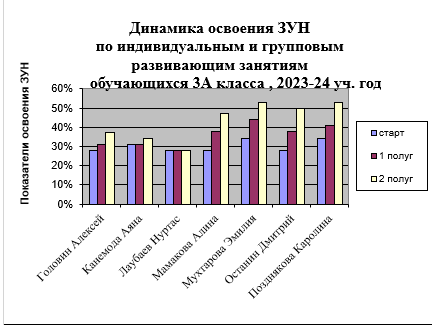 Динамика освоения ЗУН
по индивидуальным и групповым
развивающим занятиям
обучающихся 3А класса , 2023-24 уч. год
Показатели освоения ЗУН
60%
50%
40%
30%
20%
10%
0%
Головин Алексей
Канемода Аяна
Лаубаев Нуртас
Мамакова Алина
Мухтарова Эмилия
Останин Дмитрий
Позднякова Каролина
старт
1 полуг
2 полуг